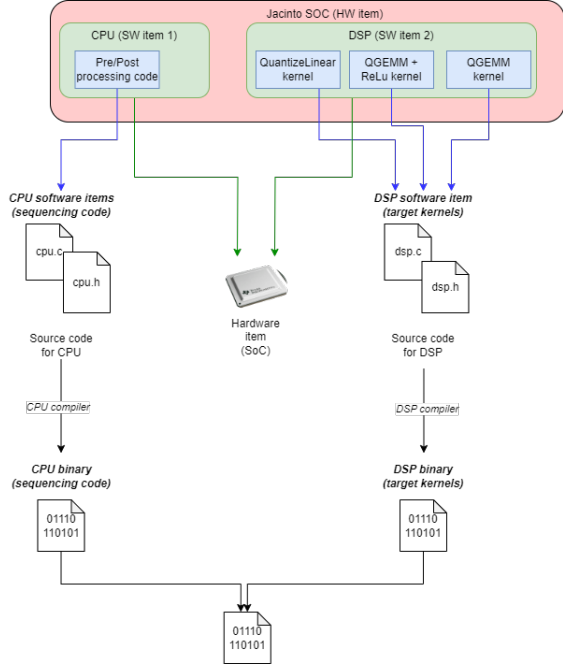 Jacinto SOC (HW item)
CPU (SW item 1)
DSP (SW item 2)
Pre/Post
processing code
QuantizeLinear
kernel
QGEMM +
ReLu kernel
QGEMM
kernel
CPU software items
(sequencing code)
DSP software item
(target kernels)
cpu.c
cpu.h
dsp.c
dsp.h
Hardware
item
(SoC)
Source code
for CPU
Source code
for DSP
CPU compiler
DSP compiler
CPU binary
(sequencing code)
DSP binary
(target kernels)
01110
110101
01110
110101
01110
110101